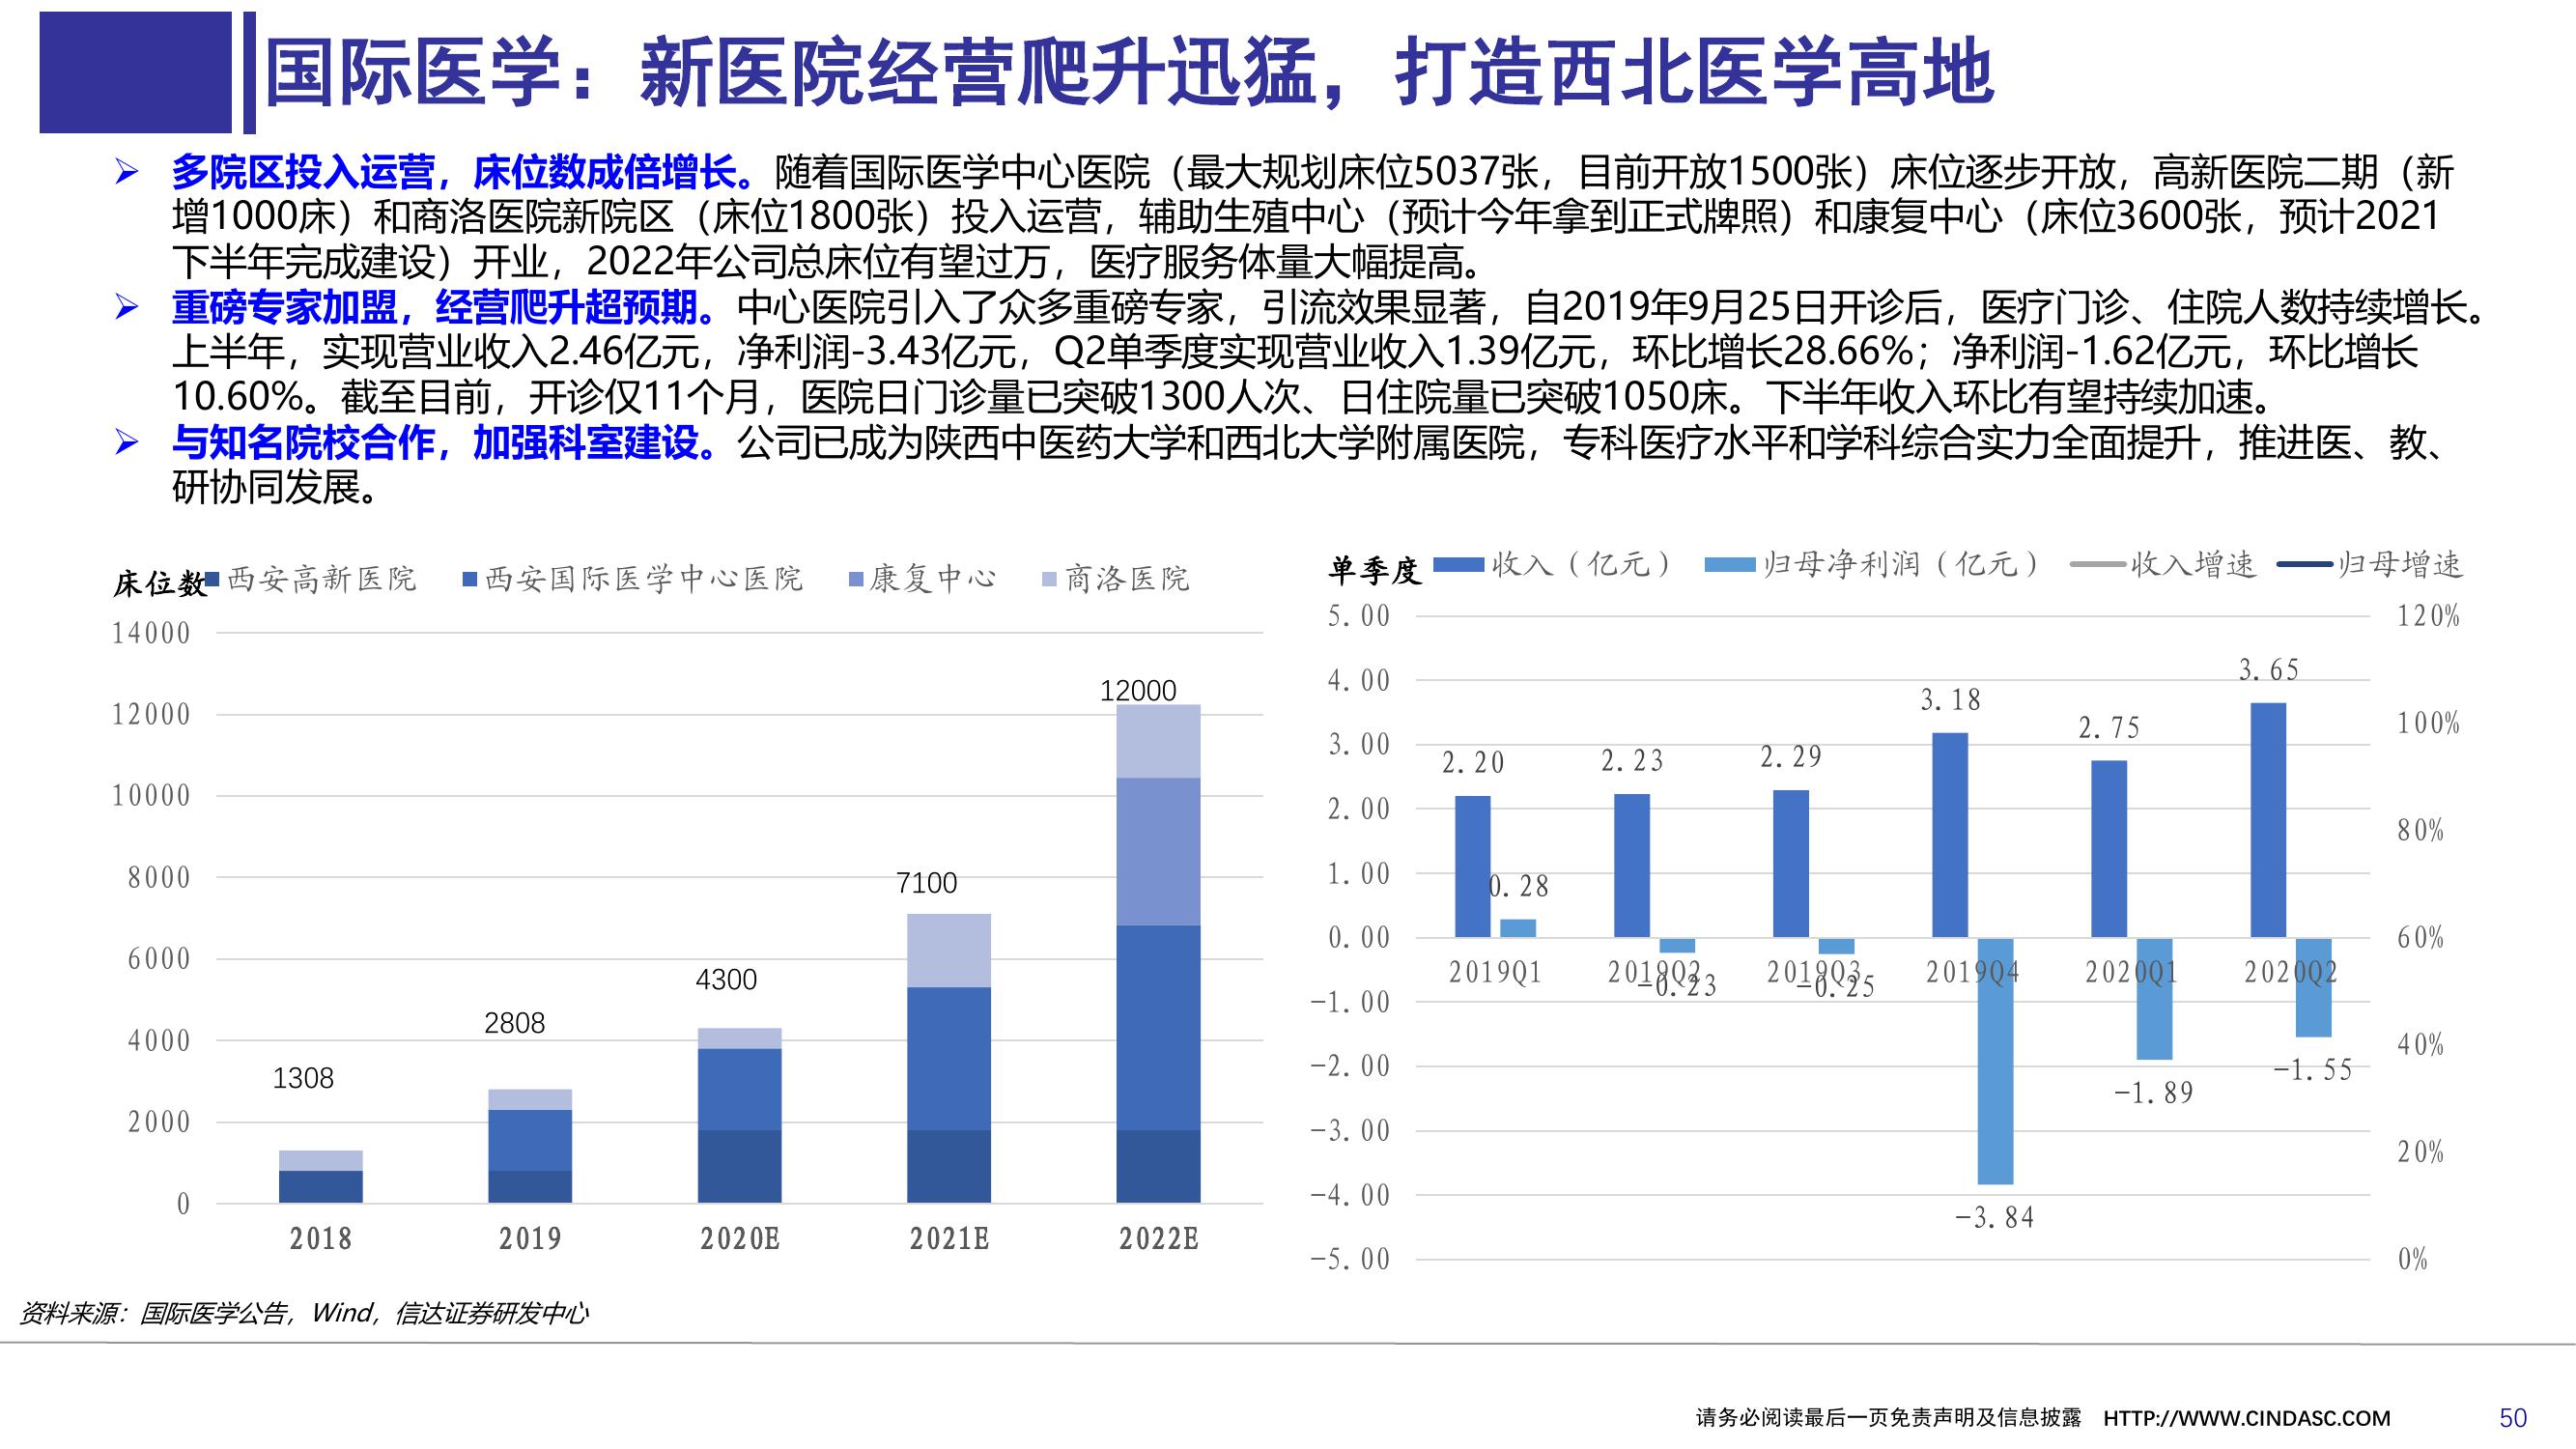 国际医学：新医院经营爬升迅猛，打造西北医学高地
➢ 多院区投入运营，床位数成倍增长。随着国际医学中心医院（最大规划床位5037张，目前开放1500张）床位逐步开放，高新医院二期（新
增1000床）和商洛医院新院区（床位1800张）投入运营，辅助生殖中心（预计今年拿到正式牌照）和康复中心（床位3600张，预计2021
下半年完成建设）开业，2022年公司总床位有望过万，医疗服务体量大幅提高。
➢ 重磅专家加盟，经营爬升超预期。中心医院引入了众多重磅专家，引流效果显著，自2019年9月25日开诊后，医疗门诊、住院人数持续增长。
上半年，实现营业收入2.46亿元，净利润-3.43亿元，Q2单季度实现营业收入1.39亿元，环比增长28.66%；净利润-1.62亿元，环比增长
10.60%。截至目前，开诊仅11个月，医院日门诊量已突破1300人次、日住院量已突破1050床。下半年收入环比有望持续加速。
➢ 与知名院校合作，加强科室建设。公司已成为陕西中医药大学和西北大学附属医院，专科医疗水平和学科综合实力全面提升，推进医、教、
研协同发展。
床位数 西安高新医院 西安国际医学中心医院 康复中心 商洛医院
14000
12000
10000
8000
6000
4000
2000
0
1308
2808
4300
7100
12000
2018 2019 2020E 2021E 2022E
单季度 收入（亿元） 归母净利润（亿元） 收入增速 归母增速
5.00
4.00
3.00
2.00
1.00
0.00
-1.00
-2.00
-3.00
-4.00
-5.00
2.20 2.23 2.29 3.18 2.75 3.65
0.28 -0.23 -0.25 -3.84 -1.89 -1.55
2019Q1 2019Q2 2019Q3 2019Q4 2020Q1 2020Q2
120%
100%
80%
60%
40%
20%
0%
资料来源：国际医学公告，Wind，信达证券研发中心
请务必阅读最后一页免责声明及信息披露 HTTP://WWW.CINDASC.COM 50